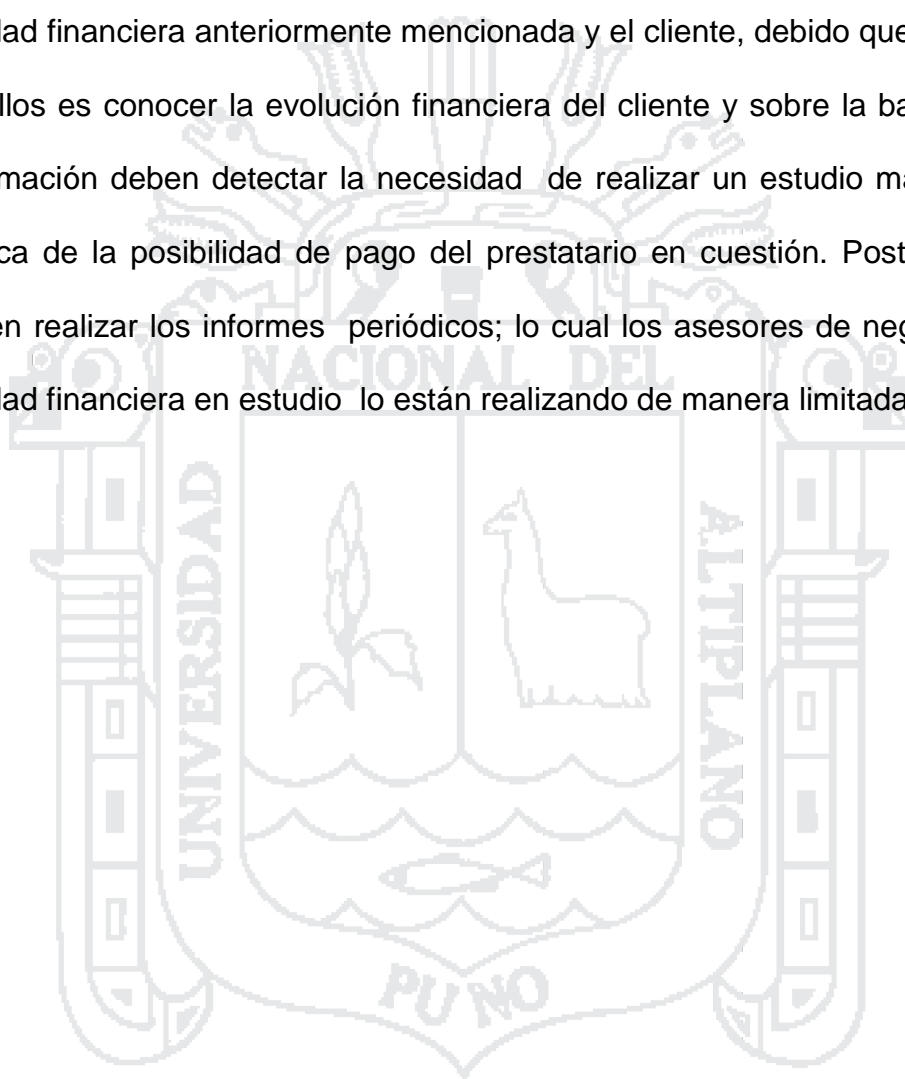 dad financiera anteriormente mencionada y el cliente, debido que
llos es conocer la evolución financiera del cliente y sobre la ba
rmación deben detectar la necesidad de realizar un estudio ma
ca de la posibilidad de pago del prestatario en cuestión. Post
en realizar los informes periódicos; lo cual los asesores de neg
dad financiera en estudio lo están realizando de manera limitada
NACIONAL DEL
UNIVERSIDAD
ALTIPLANO
PUNO